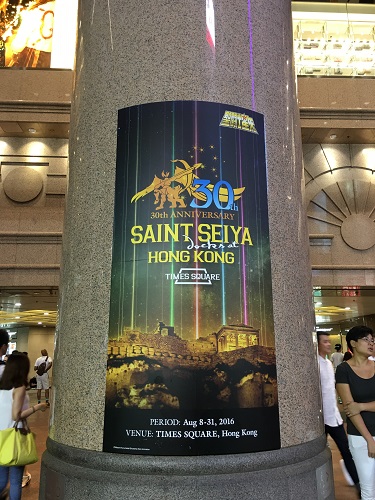 30th
30th ANNIVERSARY
SAINT SEIYA
docks at
HONG KONG
TIMES SQUARE
PERIOD: Aug 8-31, 2016
VENUE: TIMES SQUARE, Hong Kong